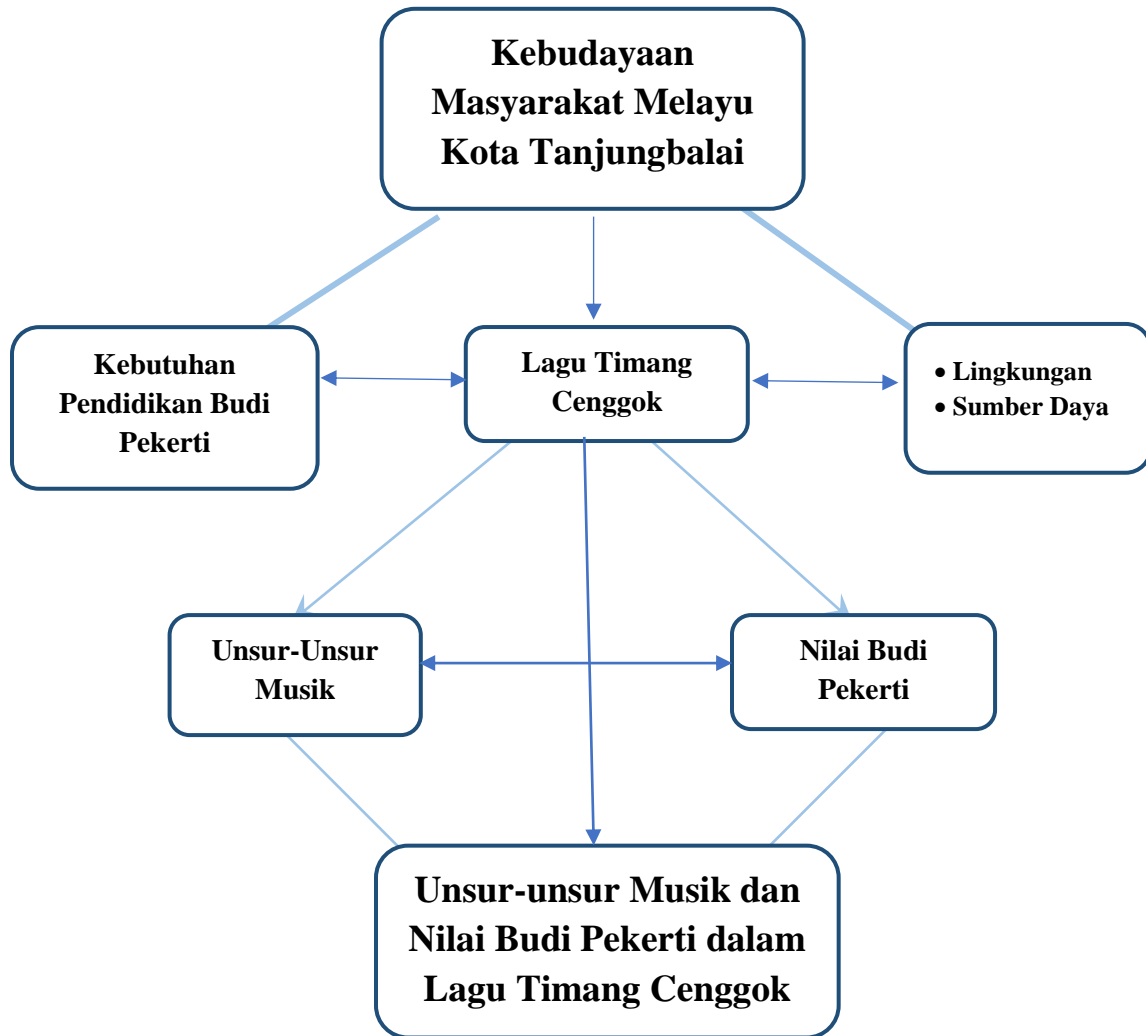 Kebudayaan
Masyarakat Melayu
Kota Tanjungbalai
Kebutuhan
Pendidikan Budi
Pekerti
Lagu Timang
Cenggok
• Lingkungan
• Sumber Daya
Unsur-Unsur
Musik
Nilai Budi
Pekerti
Unsur-unsur Musik dan
Nilai Budi Pekerti dalam
Lagu Timang Cenggok